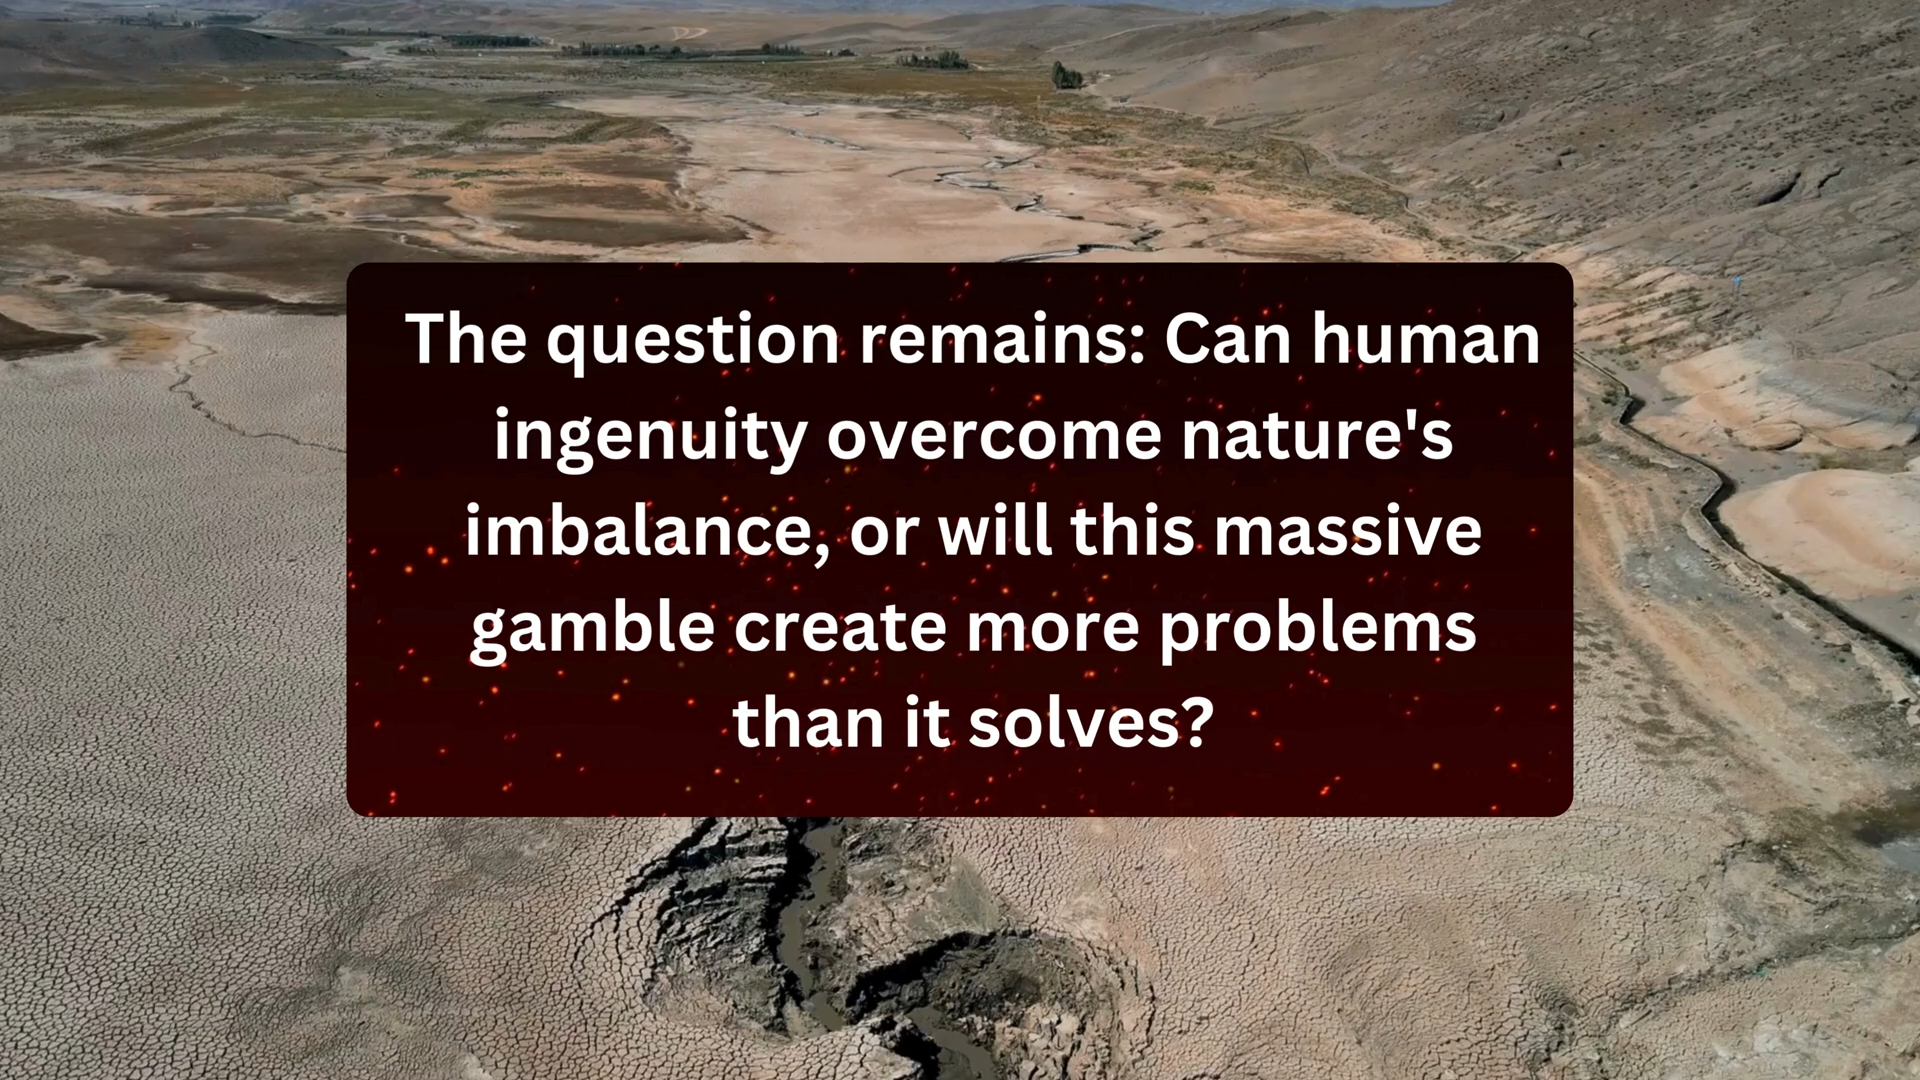 The question remains: Can human
ingenuity overcome nature's
imbalance, or will this massive
gamble create more problems
than it solves?